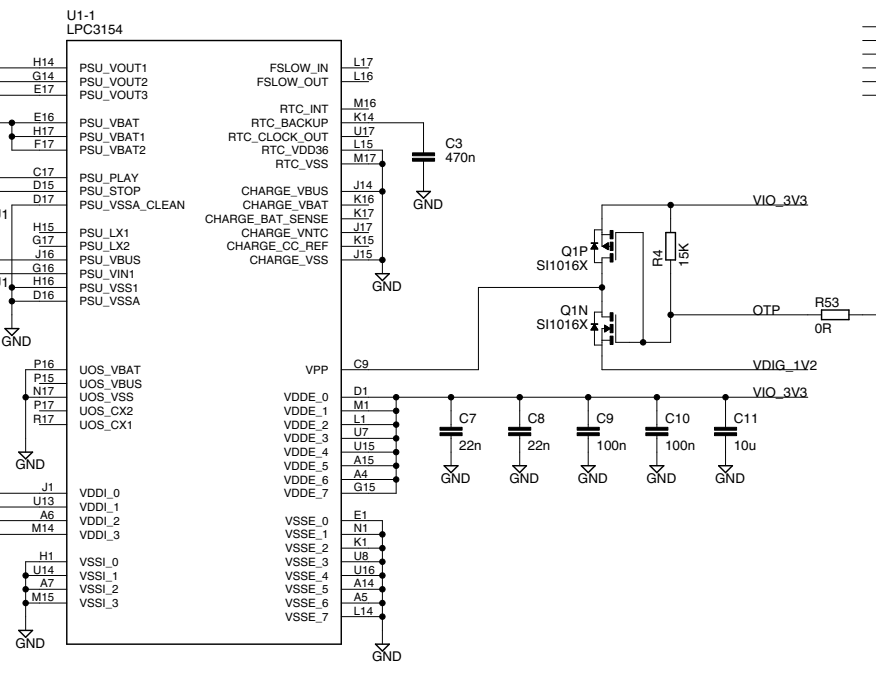 U1-1
LPC3154
H14 PSU_VOUT1 FSLOW_IN L17
G14 PSU_VOUT2 FSLOW_OUT L16
E17 PSU_VOUT3
RTC_INT M16
E16 PSU_VBAT RTC_BACKUP K14
H17 PSU_VBAT1 RTC_CLOCK_OUT U17
F17 PSU_VBAT2 RTC_VDD36 L15
RTC_VSS M17
C3
470n
GND
C17 PSU_PLAY
D15 PSU_STOP CHARGE_VBUS J14
D17 PSU_VSSA_CLEAN CHARGE_VBAT K16
CHARGE_BAT_SENSE K17
H15 PSU_LX1 CHARGE_VNTC J17
G17 PSU_LX2 CHARGE_CC_REF K15
J16 PSU_VBUS CHARGE_VSS J15
G16 PSU_VIN1
H16 PSU_VSS1
D16 PSU_VSSA
GND
GND
VIO_3V3
Q1P
SI1016X
R4
15K
Q1N
SI1016X
OTP
R53
0R
VDIG_1V2
P16 UOS_VBAT VPP C9
P15 UOS_VBUS
N17 UOS_VSS VDDE_0 D1
P17 UOS_CX2 VDDE_1 M1
R17 UOS_CX1 VDDE_2 L1
VDDE_3 U7
VDDE_4 U15
VDDE_5 A15
VDDE_6 A4
VDDE_7 G15
GND
VIO_3V3
C7 C8 C9 C10 C11
22n 22n 100n 100n 10u
GND GND GND GND GND
J1 VDDI_0
U13 VDDI_1
A6 VDDI_2 VSSE_0 E1
M14 VDDI_3 VSSE_1 N1
VSSE_2 K1
H1 VSSI_0 VSSE_3 U8
U14 VSSI_1 VSSE_4 U16
A7 VSSI_2 VSSE_5 A14
M15 VSSI_3 VSSE_6 A5
VSSE_7 L14
GND
GND